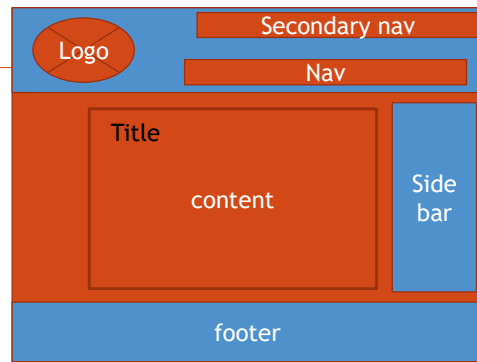 Secondary nav
Logo
Nav
Title
content
Side
bar
footer